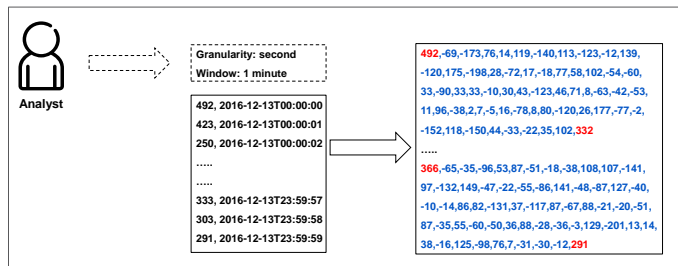 Analyst
Granularity: second
Window: 1 minute
492, 2016-12-13T00:00:00
423, 2016-12-13T00:00:01
250, 2016-12-13T00:00:02
.....
.....
333, 2016-12-13T23:59:57
303, 2016-12-13T23:59:58
291, 2016-12-13T23:59:59
492,-69,-173,76,14,119,-140,113,-123,-12,139,
-120,175,-198,28,-72,17,-18,77,58,102,-54,-60,
33,-90,33,33,-10,30,43,-123,46,71,8,-63,-42,-53,
11,96,-38,2,7,-5,16,-78,8,80,-120,26,177,-77,-2,
-152,118,-150,44,-33,-22,35,102,332
.....
366,-65,-35,-96,53,87,-51,-18,-38,108,107,-141,
97,-132,149,-47,-22,-55,-86,141,-48,-87,127,-40,
-10,-14,86,82,-131,37,-117,87,-67,88,-21,-20,-51,
87,-35,55,-60,-50,36,88,-28,-36,-3,129,-201,13,14,
38,-16,125,-98,76,7,-31,-30,-12,291